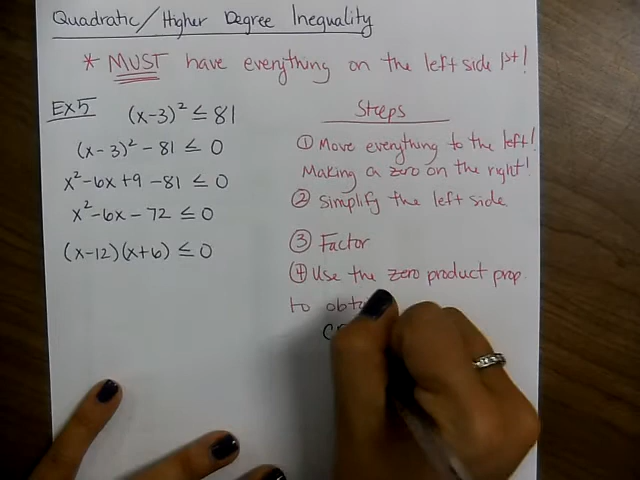 Quadratic/Higher Degree Inequality
* MUST have everything on the left side 1st!
Ex5
(x-3)² ≤ 81
(x-3)² - 81 ≤ 0
x² - 6x + 9 - 81 ≤ 0
x² - 6x - 72 ≤ 0
(x-12)(x+6) ≤ 0
Steps
① Move everything to the left!
Making a zero on the right!
② Simplify the left side
③ Factor
④ Use the zero product prop.
to